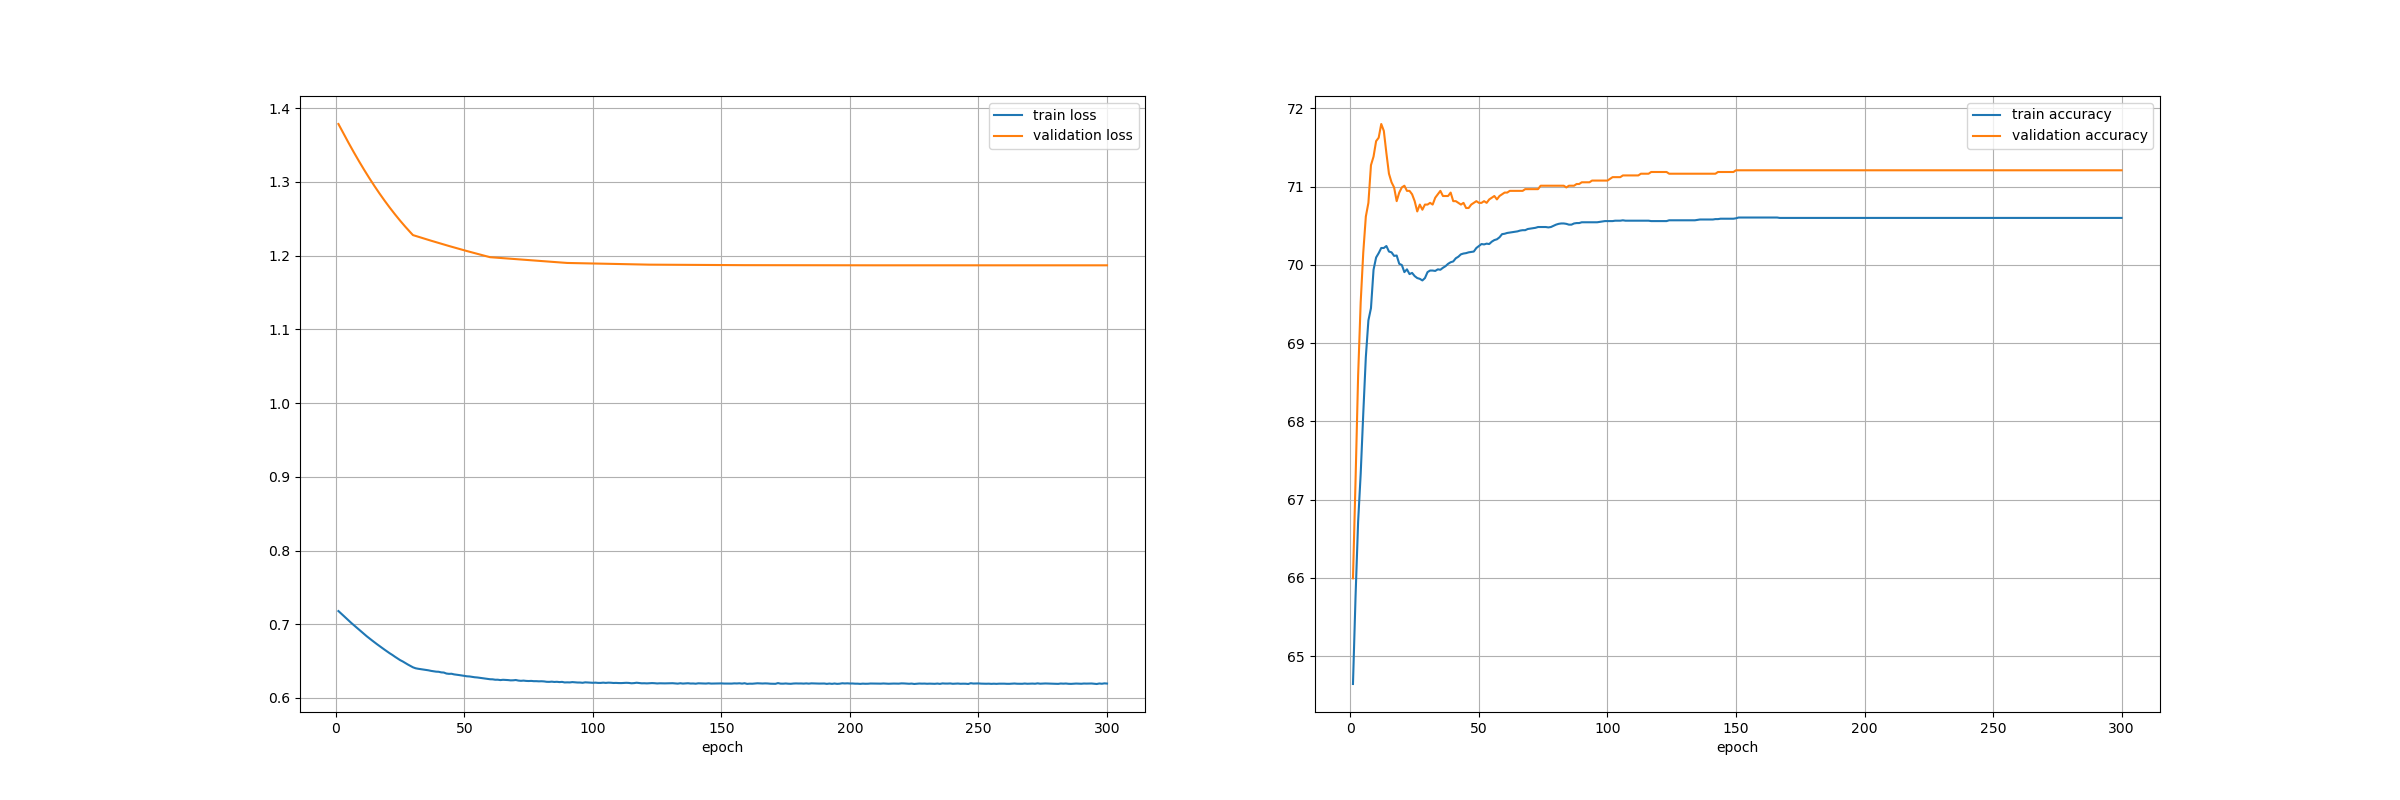 1.4
1.3
1.2
1.1
1.0
0.9
0.8
0.7
0.6
0 50 100 150 200 250 300
epoch
train loss
validation loss
72
71
70
69
68
67
66
65
0 50 100 150 200 250 300
epoch
train accuracy
validation accuracy